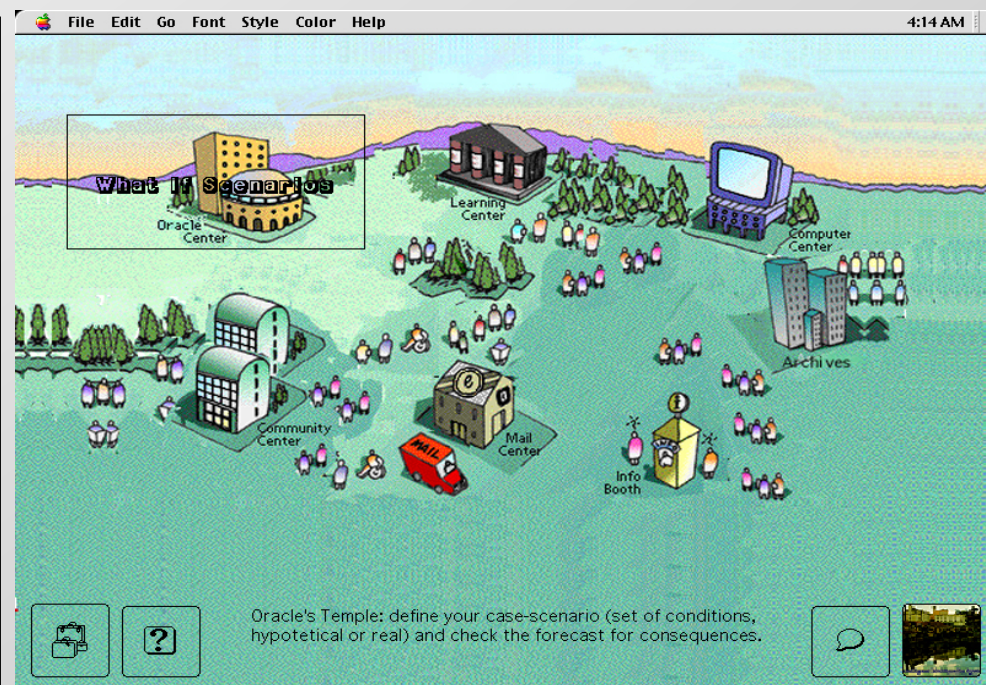 File Edit Go Font Style Color Help 4:14 AM
What If Scenarios
Oracle
Center
Learning
Center
Computer
Center
Archives
Community
Center
MAIL
Mail
Center
Info
Booth
Oracle's Temple: define your case-scenario (set of conditions,
hypotetical or real) and check the forecast for consequences.